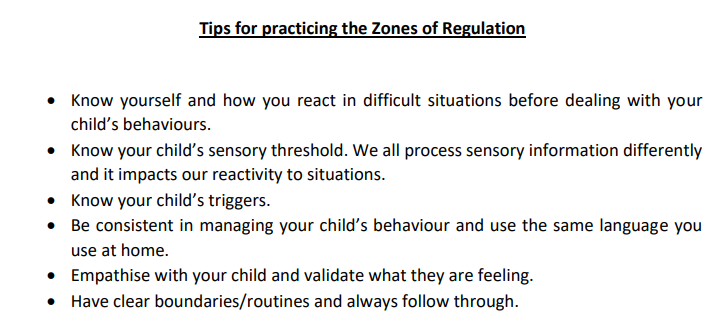 Tips for practicing the Zones of Regulation
• Know yourself and how you react in difficult situations before dealing with your
child's behaviours.
• Know your child's sensory threshold. We all process sensory information differently
and it impacts our reactivity to situations.
• Know your child's triggers.
• Be consistent in managing your child's behaviour and use the same language you
use at home.
• Empathise with your child and validate what they are feeling.
• Have clear boundaries/routines and always follow through.